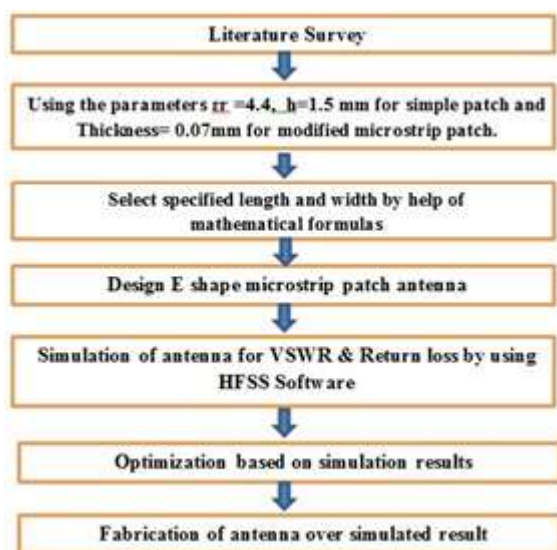 Literature Survey
Using the parameters rr =4.4, h=1.5 mm for simple patch and
Thickness= 0.07mm for modified microstrip patch.
Select specified length and width by help of
mathematical formulas
Design E shape microstrip patch antenna
Simulation of antenna for VSWR & Return loss by using
HFSS Software
Optimization based on simulation results
Fabrication of antenna over simulated result